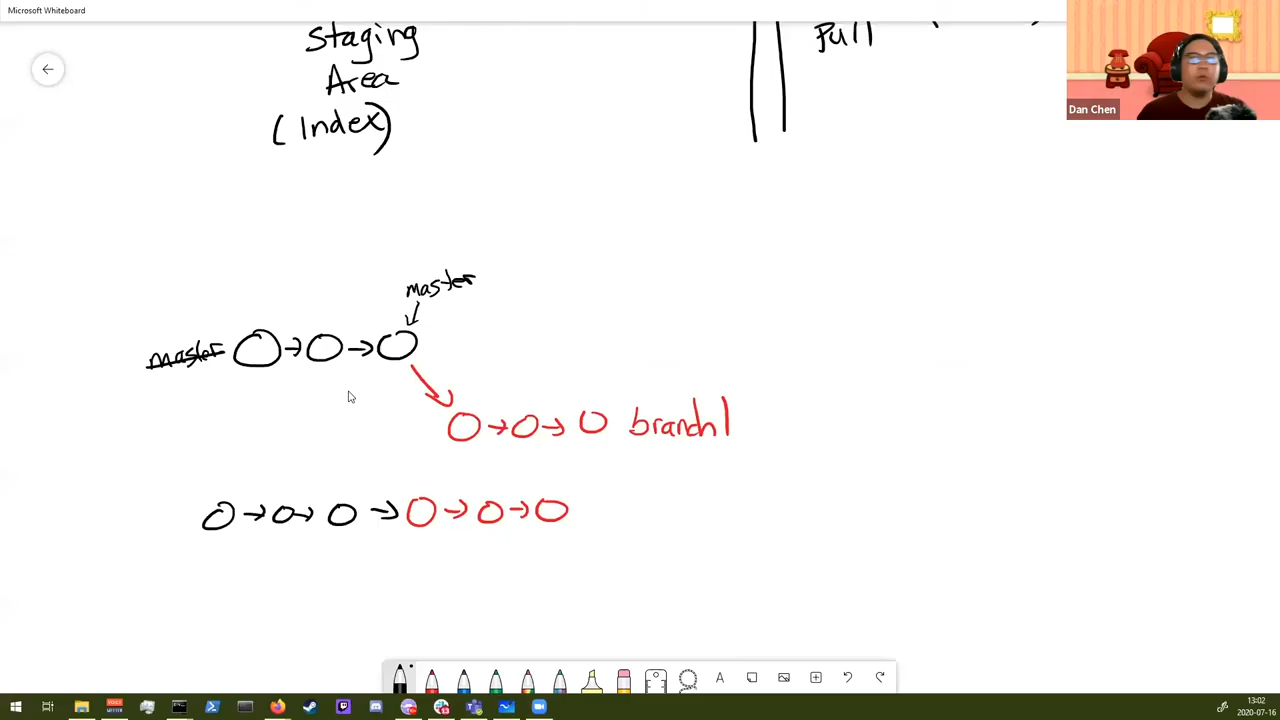 Microsoft Whiteboard
Staging
Area
(Index)
Pull
Dan Chen
master
master
branch1
A
13:02
2020-07-16